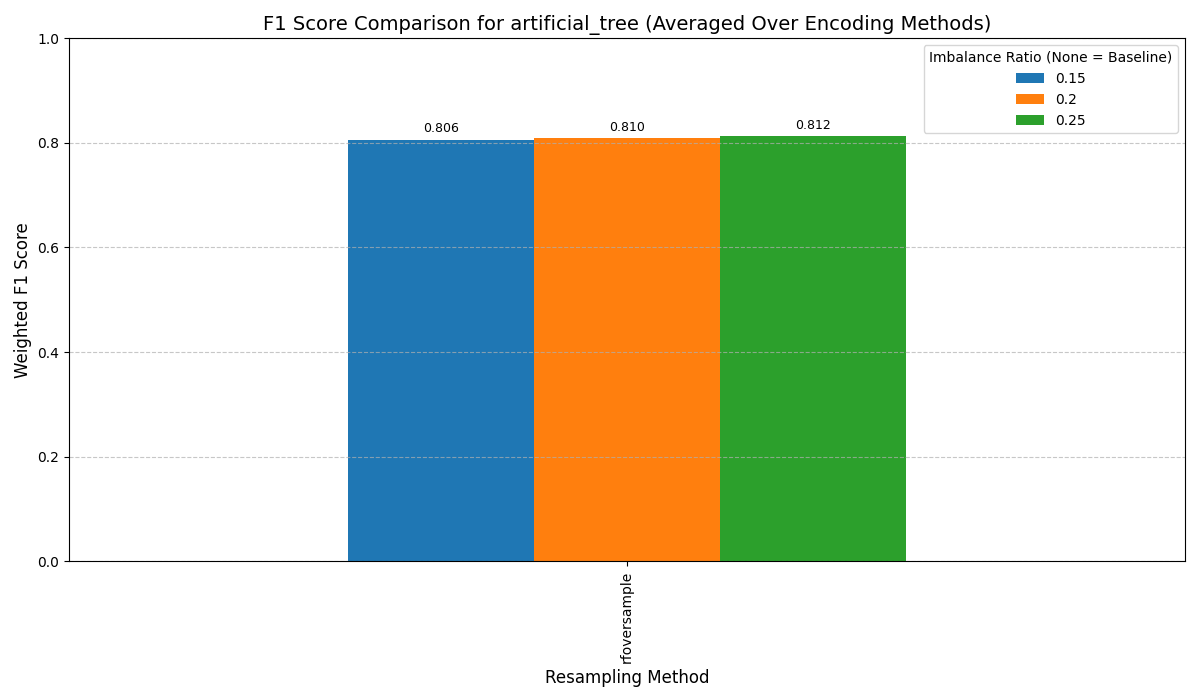 F1 Score Comparison for artificial_tree (Averaged Over Encoding Methods)
Imbalance Ratio (None = Baseline)
0.15
0.2
0.25
Weighted F1 Score
1.0
0.8
0.6
0.4
0.2
0.0
0.806
0.810
0.812
rfoversample
Resampling Method